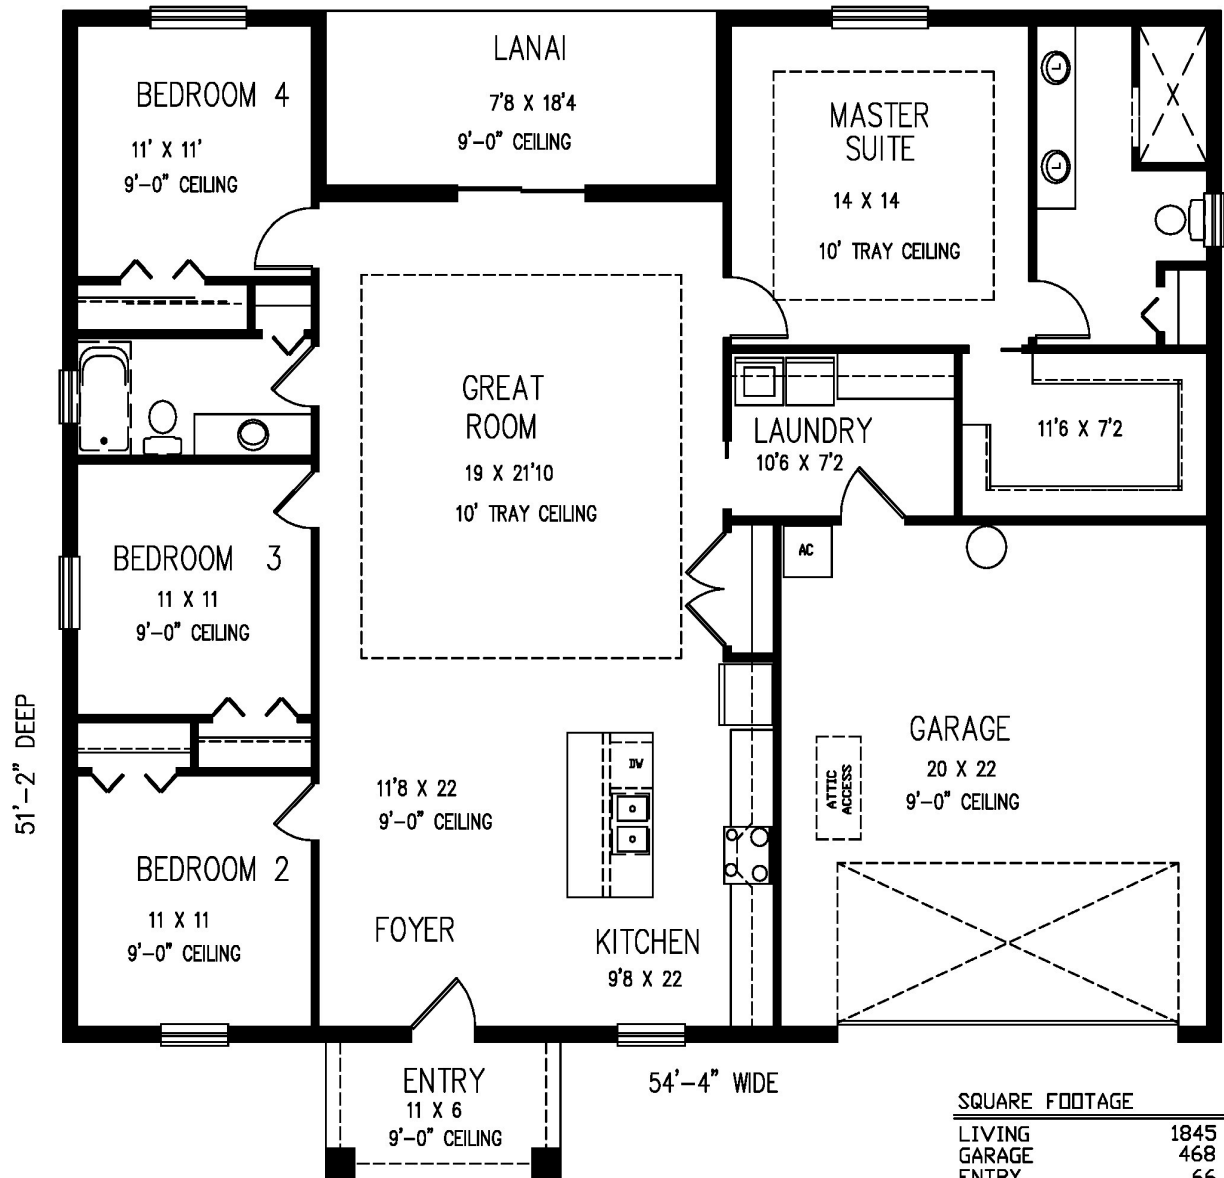 BEDROOM 4
11' X 11'
9'-0" CEILING
LANAI
7'8 X 18'4
9'-0" CEILING
MASTER
SUITE
14 X 14
10' TRAY CEILING
GREAT
ROOM
19 X 21'10
10' TRAY CEILING
LAUNDRY
10'6 X 7'2
11'6 X 7'2
BEDROOM 3
11 X 11
9'-0" CEILING
AC
51'-2" DEEP
11'8 X 22
9'-0" CEILING
DW
GARAGE
20 X 22
9'-0" CEILING
ATTIC
ACCESS
BEDROOM 2
11 X 11
9'-0" CEILING
FOYER
KITCHEN
9'8 X 22
ENTRY
11 X 6
9'-0" CEILING
54'-4" WIDE
SQUARE FOOTAGE
LIVING 1845
GARAGE 468
ENTRY 66